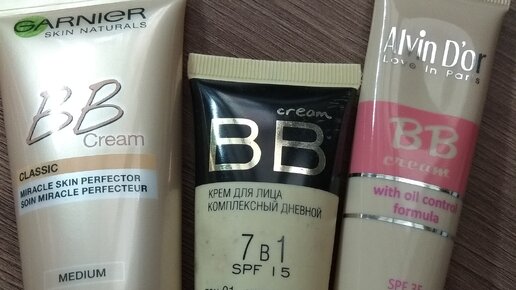 GARNIER
SKIN NATURALS
BB
Cream
CLASSIC
MIRACLE SKIN PERFECTOR
SOIN MIRACLE PERFECTEUR
MEDIUM
cream
BB
КРЕМ ДЛЯ ЛИЦА
КОМПЛЕКСНЫЙ ДНЕВНОЙ
7 В 1
SPF 15
Alvin D'or
Love in Paris
BB
cream
with oil control
formula